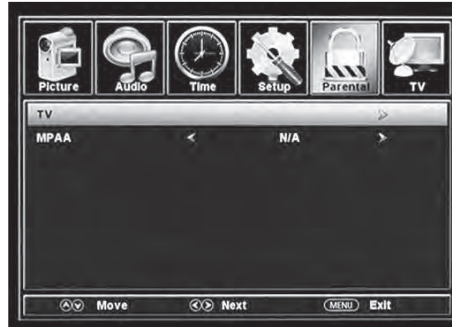 Picture Audio Time Setup Parental TV
TV
MPAA N/A
Move Next MENU Exit